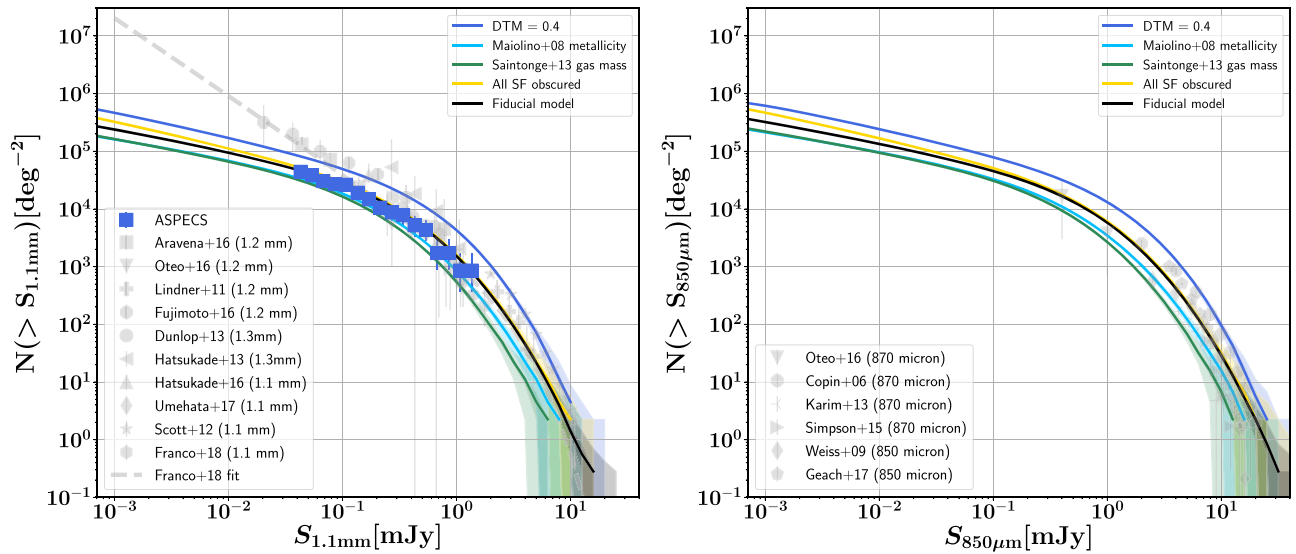 10⁷
10⁶
10⁵
10⁴
10³
10²
10¹
10⁰
10⁻¹
N(> S₁.₁ₘₘ)[deg⁻²]
DTM = 0.4
Maiolino+08 metallicity
Saintonge+13 gas mass
All SF obscured
Fiducial model
ASPECS
Aravena+16 (1.2 mm)
Oteo+16 (1.2 mm)
Lindner+11 (1.2 mm)
Fujimoto+16 (1.2 mm)
Dunlop+13 (1.3mm)
Hatsukade+13 (1.3mm)
Hatsukade+16 (1.1 mm)
Umehata+17 (1.1 mm)
Scott+12 (1.1 mm)
Franco+18 (1.1 mm)
Franco+18 fit
10⁻³
10⁻²
10⁻¹
10⁰
10¹
S₁.₁ₘₘ[mJy]
10⁷
10⁶
10⁵
10⁴
10³
10²
10¹
10⁰
10⁻¹
N(> S₈₅₀μₘ)[deg⁻²]
DTM = 0.4
Maiolino+08 metallicity
Saintonge+13 gas mass
All SF obscured
Fiducial model
Oteo+16 (870 micron)
Copin+06 (870 micron)
Karim+13 (870 micron)
Simpson+15 (870 micron)
Weiss+09 (850 micron)
Geach+17 (850 micron)
10⁻³
10⁻²
10⁻¹
10⁰
10¹
S₈₅₀μₘ[mJy]